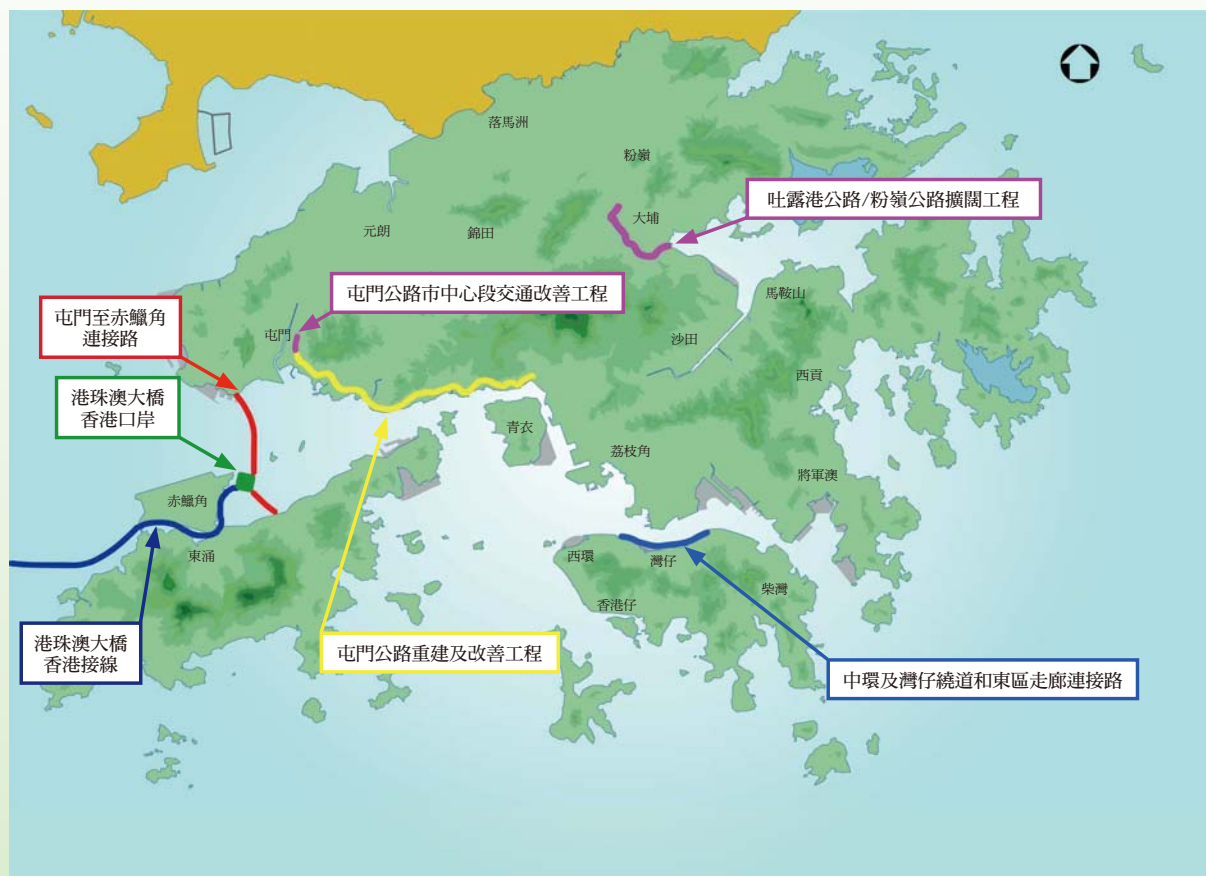 落馬洲
粉嶺
吐露港公路/粉嶺公路擴闊工程
大埔
元朗
錦田
屯門公路市中心段交通改善工程
馬鞍山
屯門至赤鱲角
連接路
屯門
沙田
西貢
港珠澳大橋
香港口岸
青衣
荔枝角
將軍澳
赤鱲角
東涌
西環
灣仔
柴灣
香港仔
港珠澳大橋
香港接線
屯門公路重建及改善工程
中環及灣仔繞道和東區走廊連接路